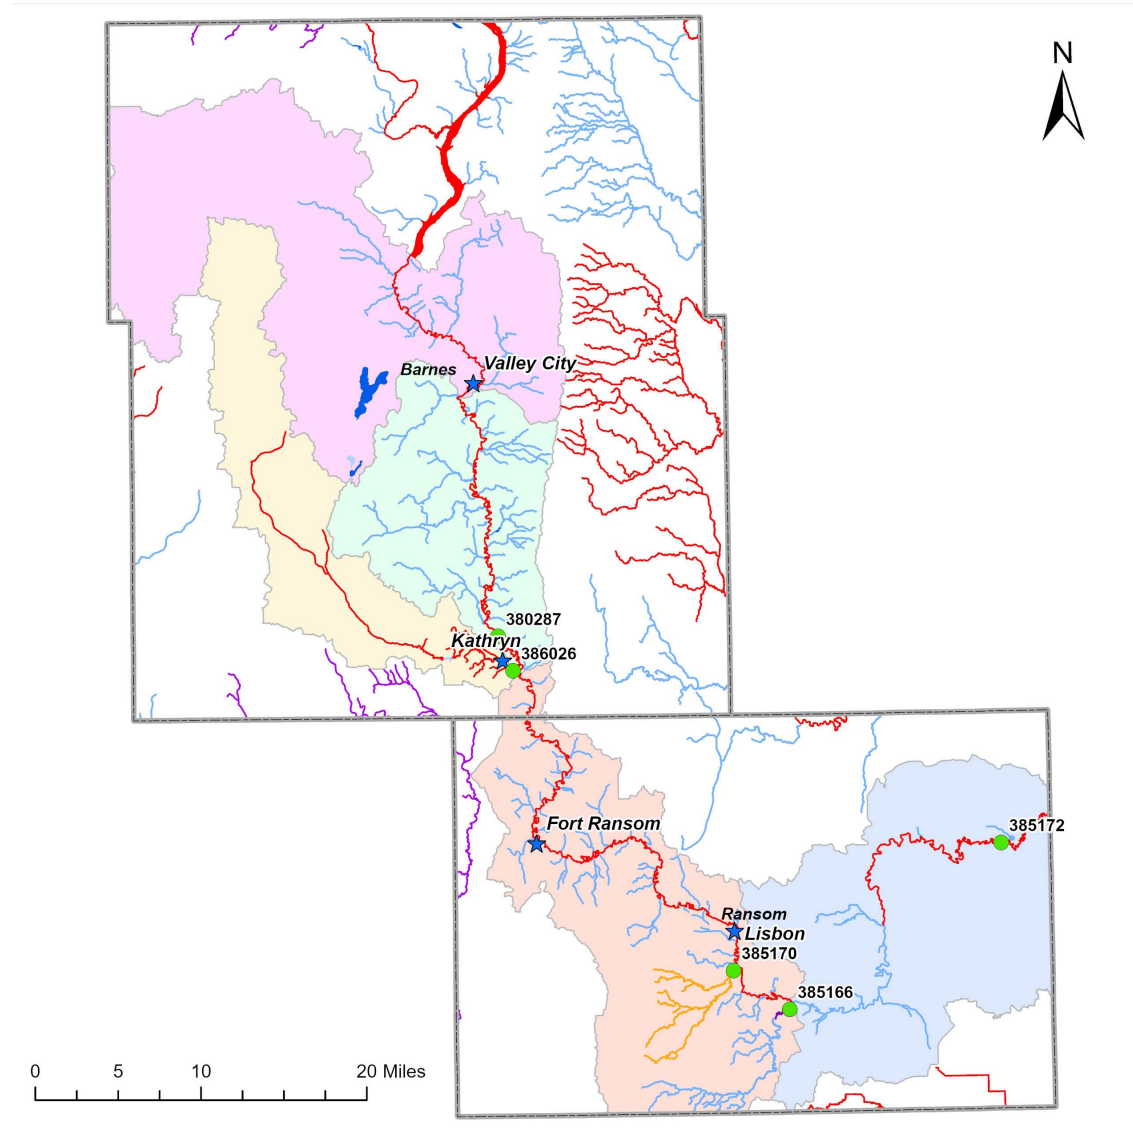 N
Valley City
Barnes
380287
Kathryn
386026
Fort Ransom
385172
Ransom
Lisbon
385170
385166
0 5 10 20 Miles